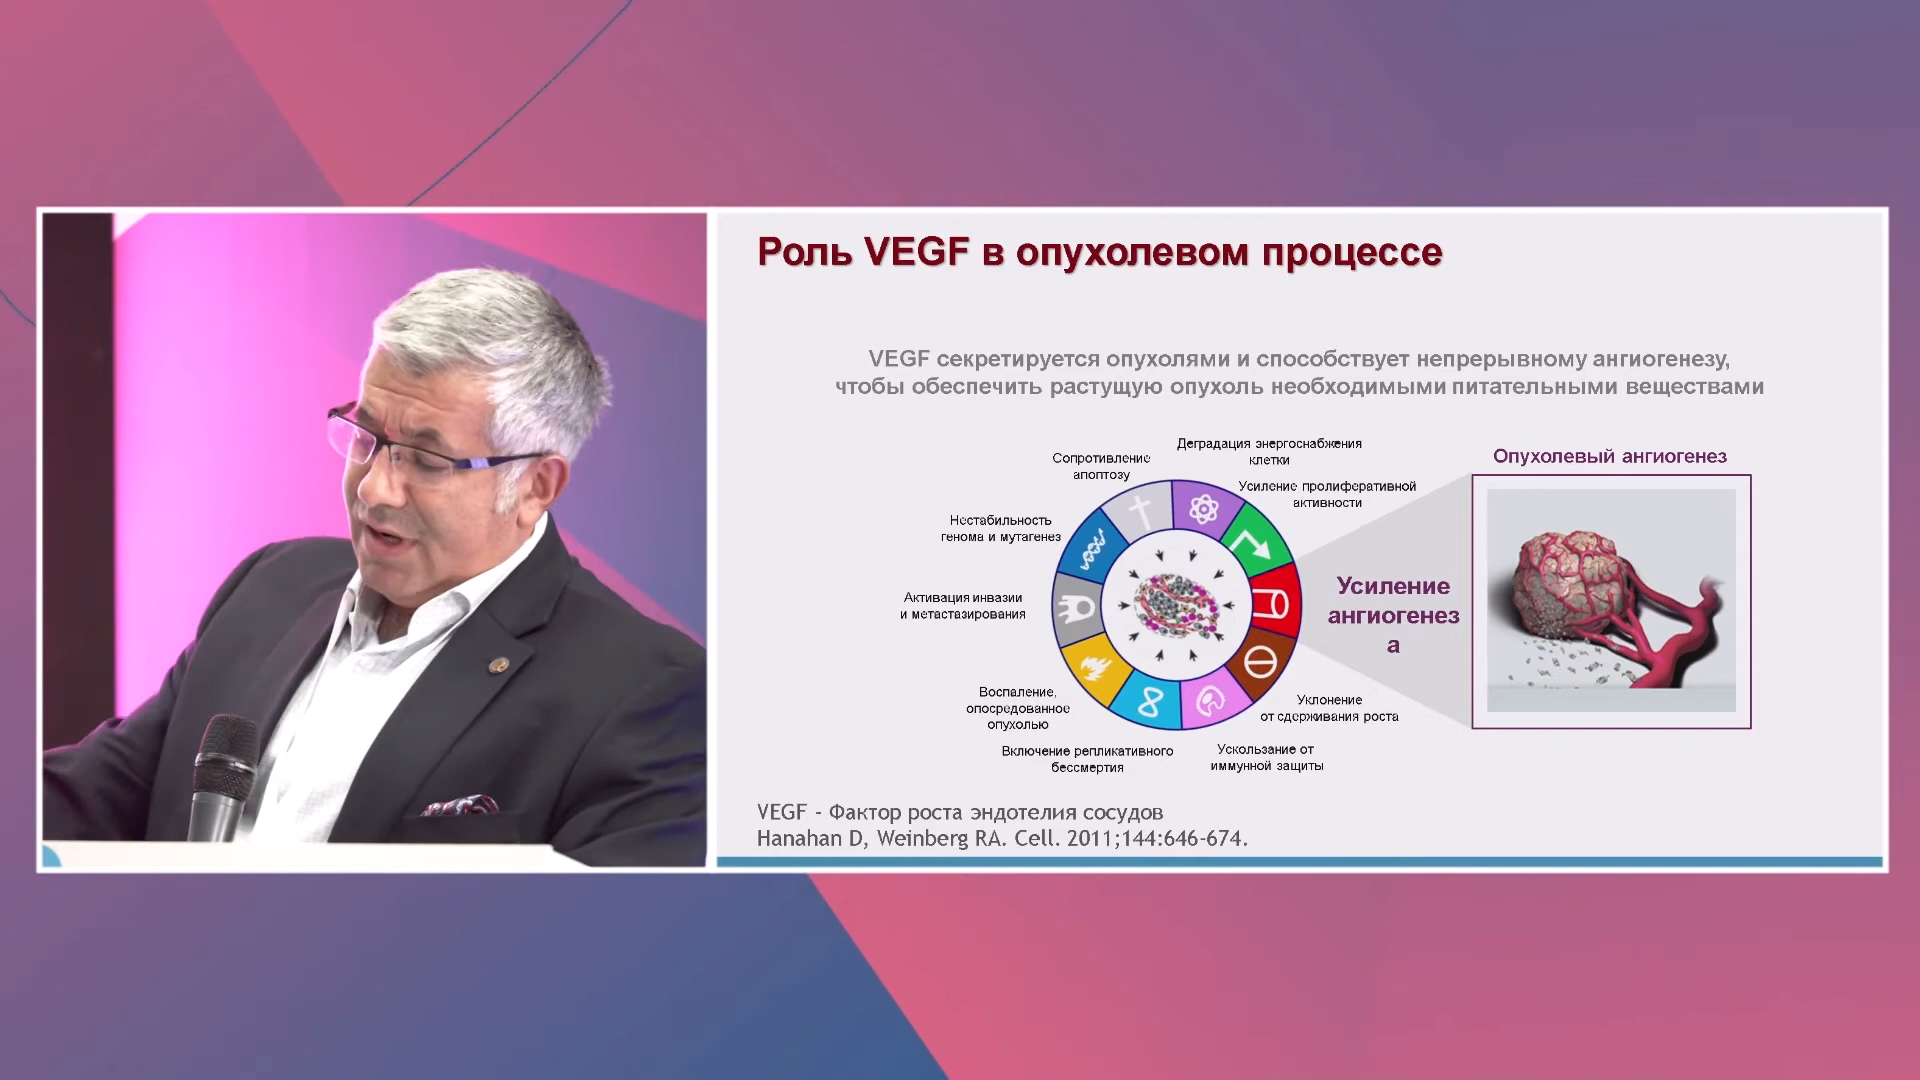 Роль VEGF в опухолевом процессе
VEGF секретируется опухолями и способствует непрерывному ангиогенезу,
чтобы обеспечить растущую опухоль необходимыми питательными веществами
Деградация энергоснабжения
клетки
Сопротивление
апоптозу
Усиление пролиферативной
активности
Нестабильность
генома и мутагенез
Активация инвазии
и метастазирования
Воспаление,
опосредованное
опухолью
Включение репликативного
бессмертия
Ускользание от
иммунной защиты
Уклонение
от сдерживания роста
Усиление
ангиогенез
а
Опухолевый ангиогенез
VEGF - Фактор роста эндотелия сосудов
Hanahan D, Weinberg RA. Cell. 2011;144:646-674.